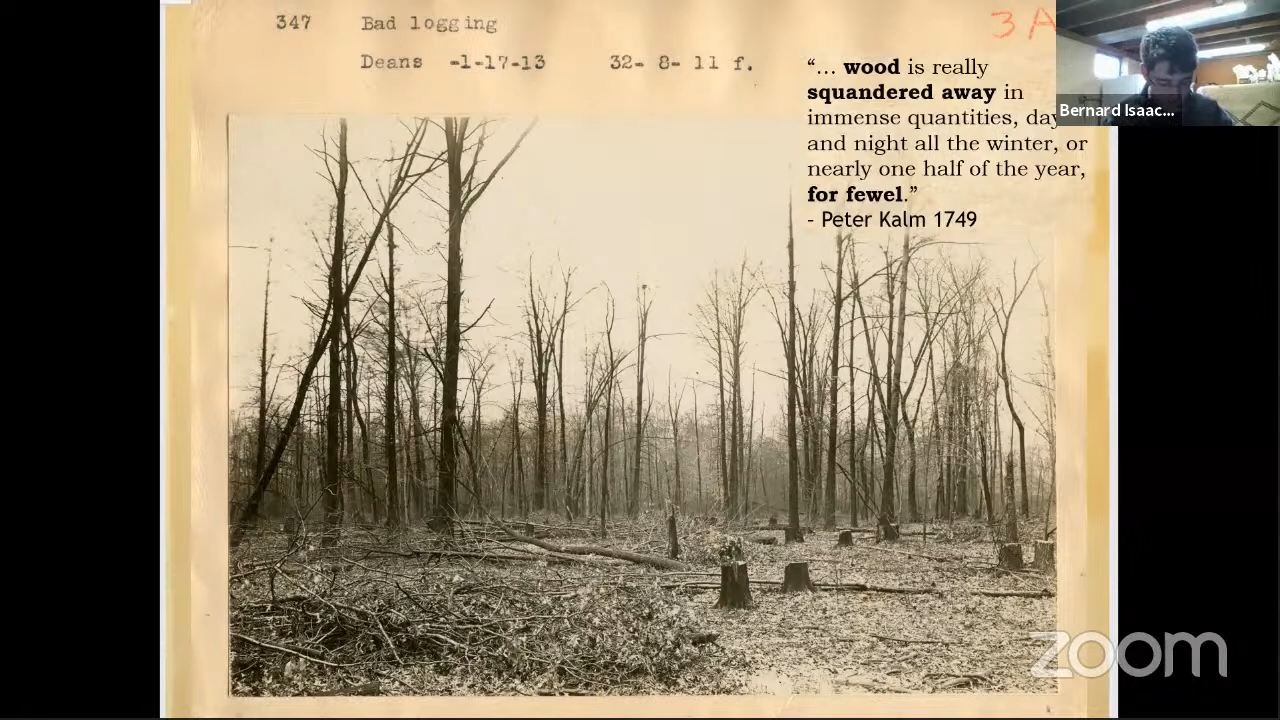 347 Bad logging
Deans -1-17-13 32- 8- 11 f.
3 A
“... wood is really
squandered away in
immense quantities, day
and night all the winter, or
nearly one half of the year,
for fewel.”
- Peter Kalm 1749
Bernard Isaac...
zoom